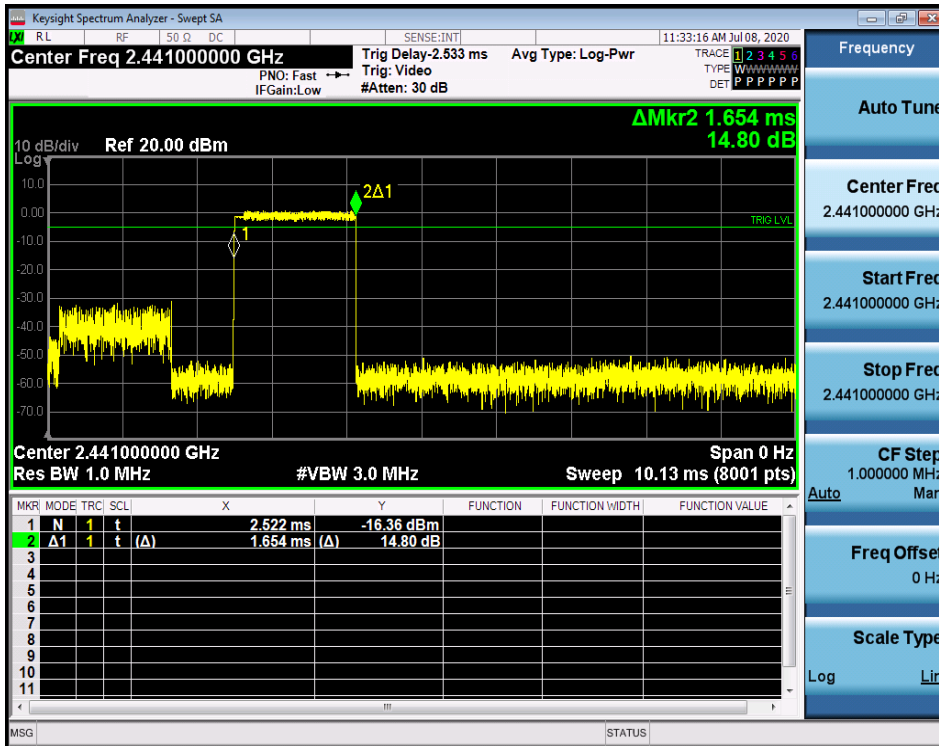 Keysight Spectrum Analyzer - Swept SA
LXI RL RF 50 Ω DC SENSE:INT 11:33:16 AM Jul 08, 2020
Center Freq 2.441000000 GHz
PNO: Fast
IFGain:Low
Trig Delay-2.533 ms
Trig: Video
#Atten: 30 dB
Avg Type: Log-Pwr
TRACE 1 2 3 4 5 6
TYPE WWWWWW
DET P P P P P P
ΔMkr2 1.654 ms
14.80 dB
10 dB/div Ref 20.00 dBm
Log
10.0
0.00
-10.0
-20.0
-30.0
-40.0
-50.0
-60.0
-70.0
2Δ1
1
TRIG LVL
Center 2.441000000 GHz Span 0 Hz
Res BW 1.0 MHz #VBW 3.0 MHz Sweep 10.13 ms (8001 pts)
MKR MODE TRC SCL X Y FUNCTION FUNCTION WIDTH FUNCTION VALUE
1 N 1 t 2.522 ms -16.36 dBm
2 Δ1 1 t (Δ) 1.654 ms (Δ) 14.80 dB
3
4
5
6
7
8
9
10
11
MSG STATUS
Frequency
Auto Tune
Center Freq
2.441000000 GHz
Start Freq
2.441000000 GHz
Stop Freq
2.441000000 GHz
CF Step
1.000000 MHz
Auto Man
Freq Offset
0 Hz
Scale Type
Log Lin